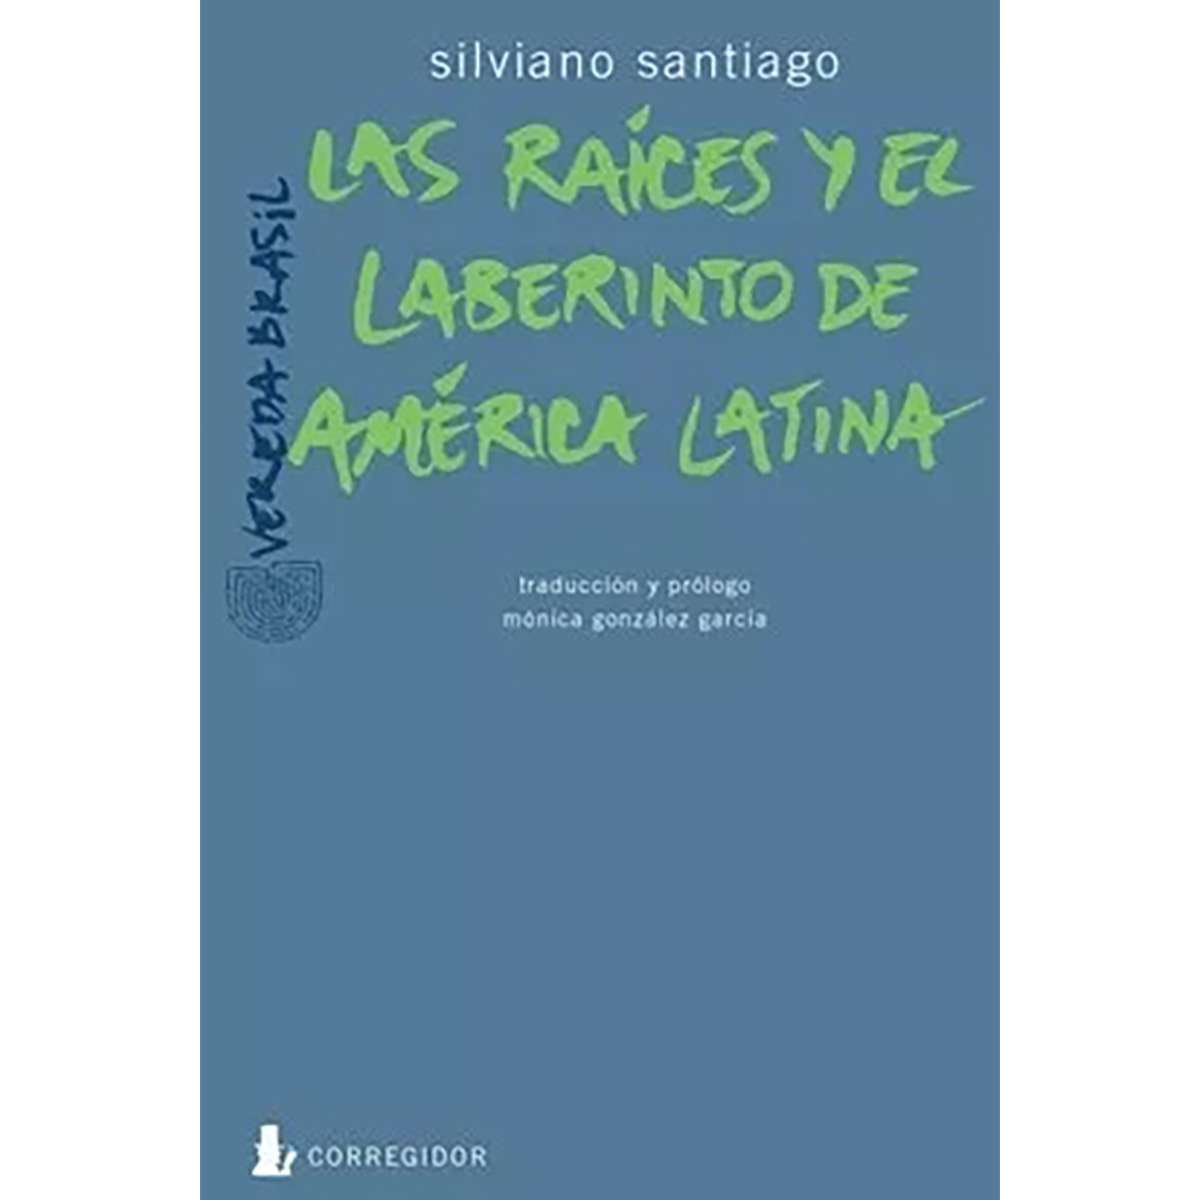 silviano santiago
LAS RAÍCES Y EL
LABERINTO DE
AMÉRICA LATINA
VEREDA BRASIL
traducción y prólogo
mónica gonzález garcía
CORREGIDOR